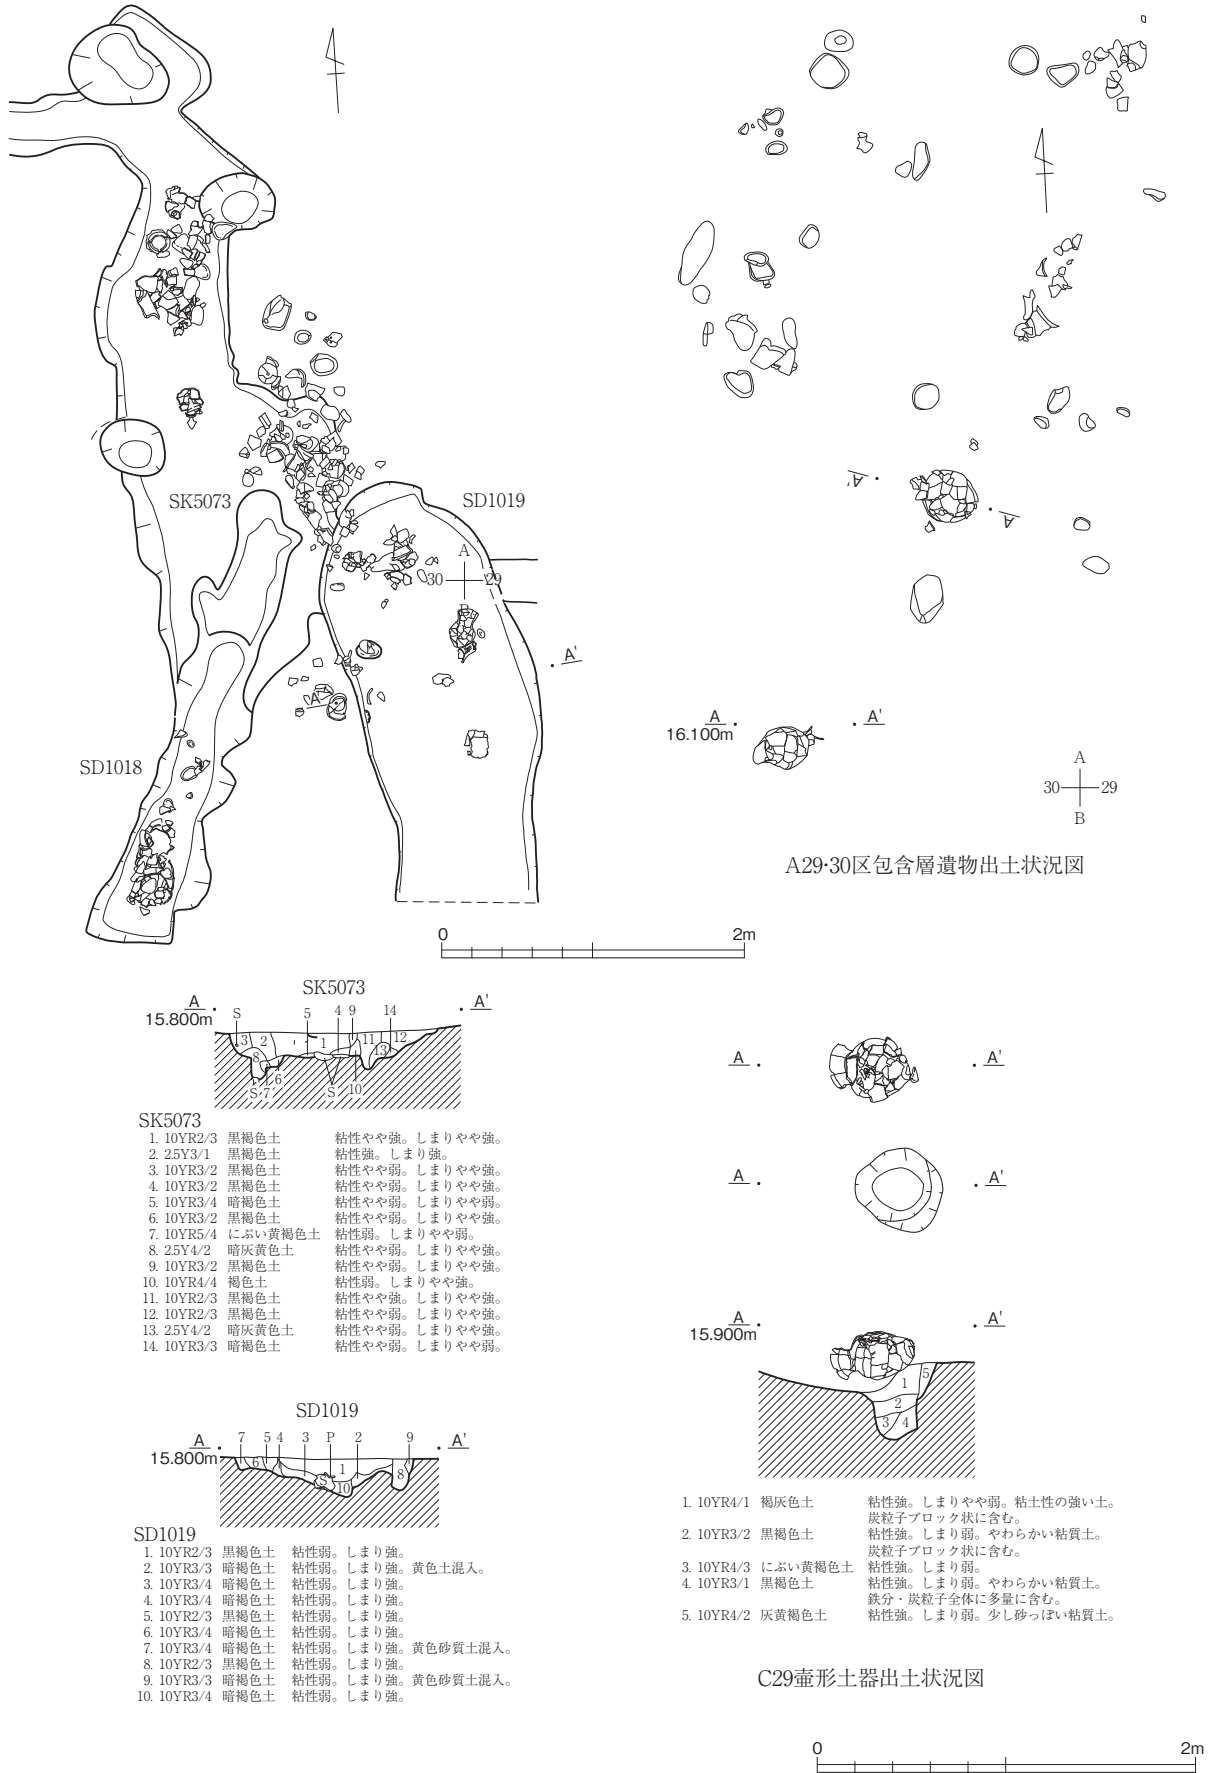 SK5073
SD1019
A
30 29
B
A'
A
SD1018
A'
A
A A'
16.100m
A
30 29
B
A29・30区包含層遺物出土状況図
0 2m
SK5073
A S 5 4 9 14 A'
15.800m
3 2 1 11 12
8 13
6
S 7 S 10
SK5073
1. 10YR2/3 黒褐色土 粘性やや強。しまりやや強。
2. 2.5Y3/1 黒褐色土 粘性強。しまり強。
3. 10YR3/2 黒褐色土 粘性やや弱。しまりやや強。
4. 10YR3/2 黒褐色土 粘性やや弱。しまりやや強。
5. 10YR3/4 暗褐色土 粘性やや弱。しまりやや弱。
6. 10YR3/2 黒褐色土 粘性やや弱。しまりやや強。
7. 10YR5/4 にぶい黄褐色土 粘性弱。しまりやや弱。
8. 2.5Y4/2 暗灰黄色土 粘性やや弱。しまりやや強。
9. 10YR3/2 黒褐色土 粘性やや弱。しまりやや強。
10. 10YR4/4 褐色土 粘性弱。しまりやや強。
11. 10YR2/3 黒褐色土 粘性やや強。しまりやや強。
12. 10YR2/3 黒褐色土 粘性やや弱。しまりやや強。
13. 2.5Y4/2 暗灰黄色土 粘性やや弱。しまりやや強。
14. 10YR3/3 暗褐色土 粘性やや弱。しまりやや弱。
SD1019
A 7 5 4 3 P 2 9 A'
15.800m
6 1 8
S 10
SD1019
1. 10YR2/3 黒褐色土 粘性弱。しまり強。
2. 10YR3/3 暗褐色土 粘性弱。しまり強。黄色土混入。
3. 10YR3/4 暗褐色土 粘性弱。しまり強。
4. 10YR3/4 暗褐色土 粘性弱。しまり強。
5. 10YR2/3 黒褐色土 粘性弱。しまり強。
6. 10YR3/4 暗褐色土 粘性弱。しまり強。
7. 10YR3/4 暗褐色土 粘性弱。しまり強。黄色砂質土混入。
8. 10YR2/3 黒褐色土 粘性弱。しまり強。
9. 10YR3/3 暗褐色土 粘性弱。しまり強。黄色砂質土混入。
10. 10YR3/4 暗褐色土 粘性弱。しまり強。
A A'
A A'
A A'
15.900m
1 5
2
3 4
1. 10YR4/1 褐灰色土 粘性強。しまりやや弱。粘土性の強い土。
炭粒子ブロック状に含む。
2. 10YR3/2 黒褐色土 粘性強。しまり弱。やわらかい粘質土。
炭粒子ブロック状に含む。
3. 10YR4/3 にぶい黄褐色土 粘性強。しまり弱。
4. 10YR3/1 黒褐色土 粘性強。しまり弱。やわらかい粘質土。
鉄分・炭粒子全体に多量に含む。
5. 10YR4/2 灰黄褐色土 粘性強。しまり弱。少し砂っぽい粘質土。
C29壷形土器出土状況図
0 2m